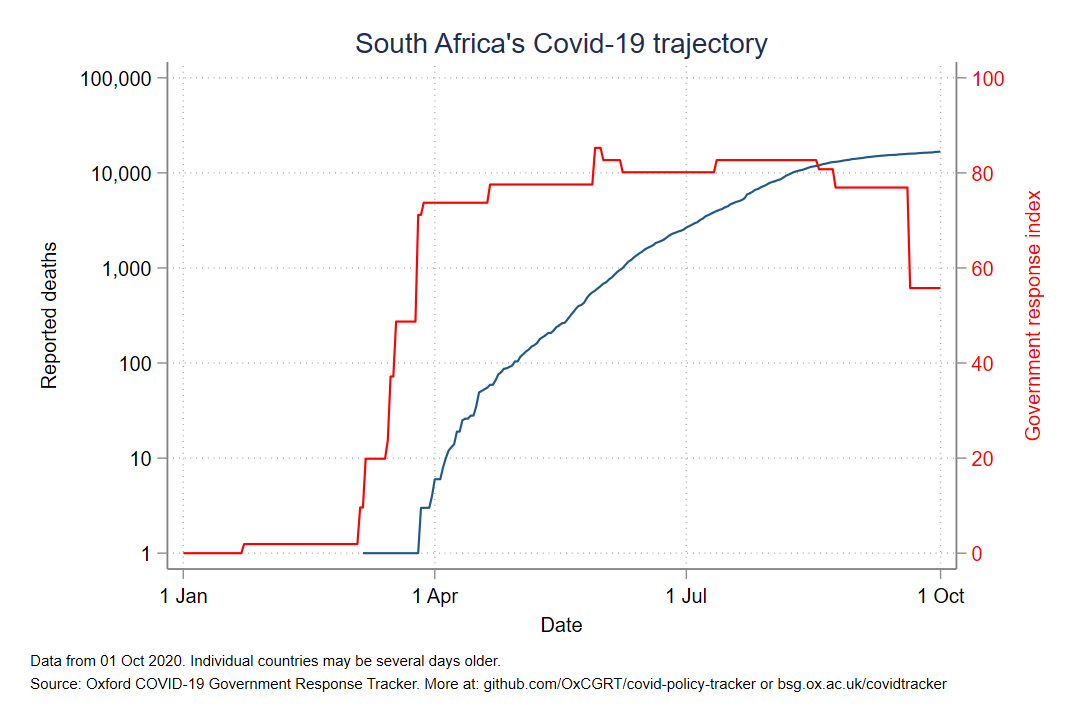 South Africa's Covid-19 trajectory
100,000
10,000
1,000
100
10
1
Reported deaths
100
80
60
40
20
0
Government response index
1 Jan
1 Apr
1 Jul
1 Oct
Date
Data from 01 Oct 2020. Individual countries may be several days older.
Source: Oxford COVID-19 Government Response Tracker. More at: github.com/OxCGRT/covid-policy-tracker or bsg.ox.ac.uk/covidtracker